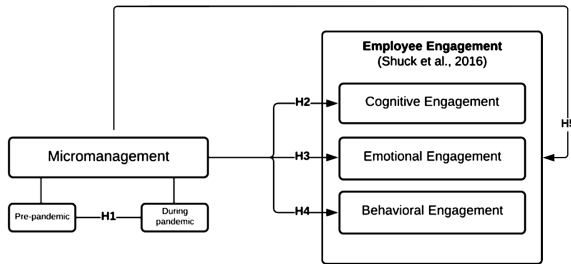 Employee Engagement
(Shuck et al., 2016)
H2
Cognitive Engagement
Micromanagement
H3
Emotional Engagement
Pre-pandemic
H1
During
pandemic
H4
Behavioral Engagement